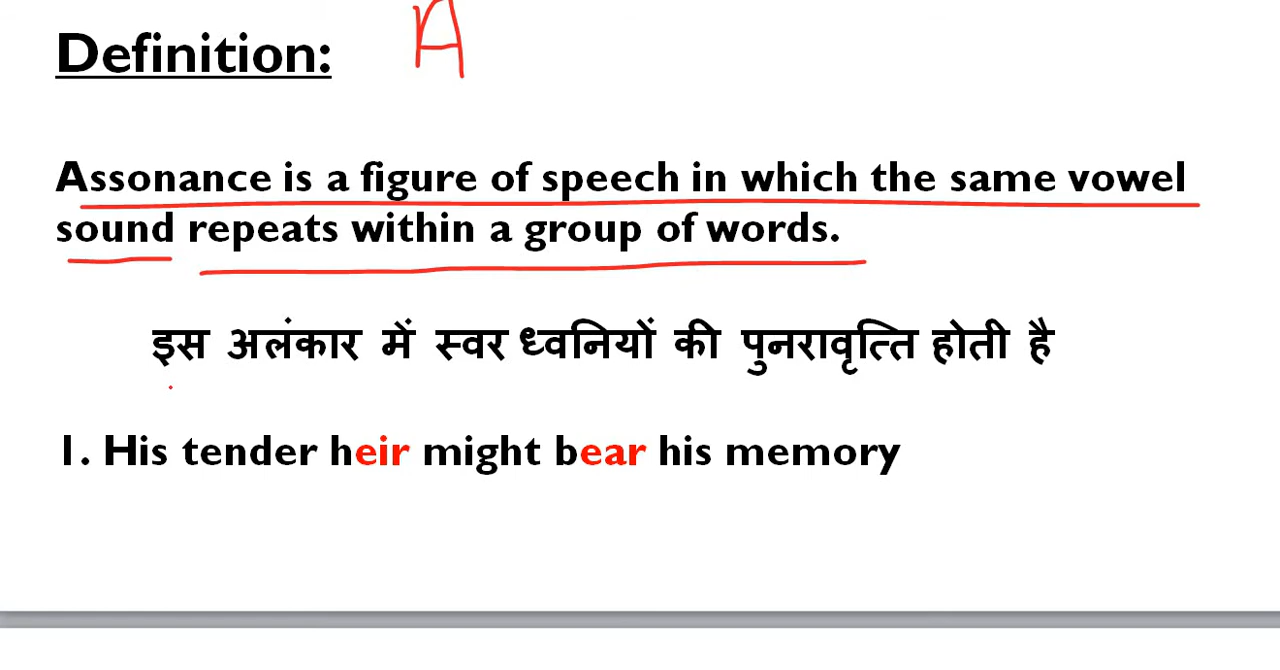 Definition: A
Assonance is a figure of speech in which the same vowel
sound repeats within a group of words.
इस अलंकार में स्वर ध्वनियों की पुनरावृत्ति होती है
1. His tender heir might bear his memory